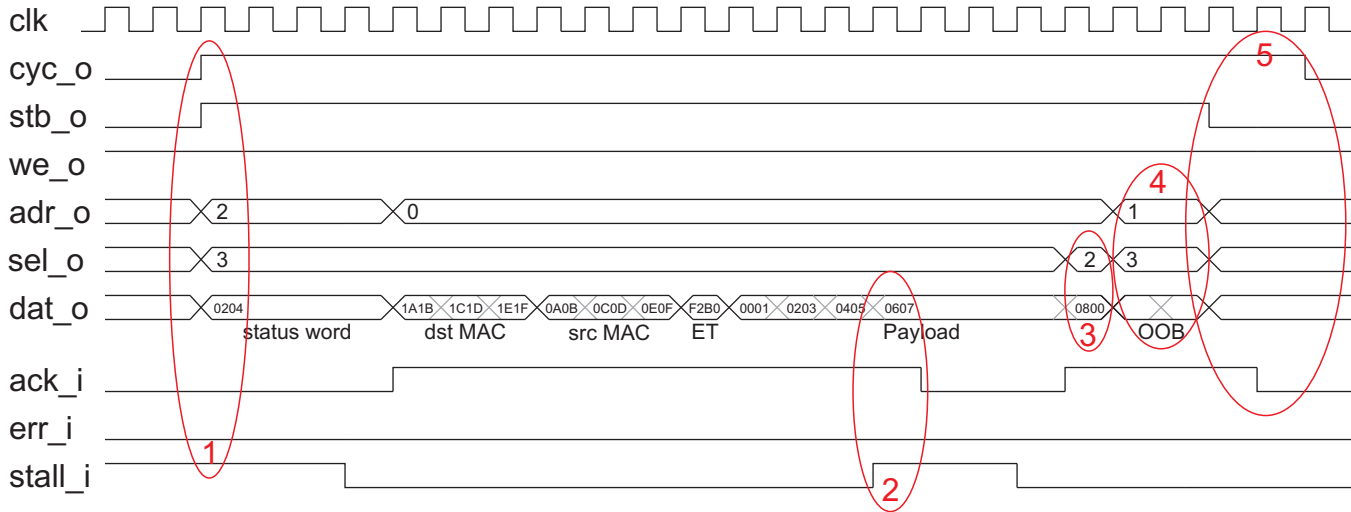 clk
cyc_o 5
stb_o
we_o
adr_o 2 0 4 1
sel_o 3 2 3
dat_o 0204 1A1B 1C1D 1E1F 0A0B 0C0D 0E0F F2B0 0001 0203 0405 0607 0800
status word dst MAC src MAC ET Payload 3 OOB
ack_i
err_i 1
stall_i 2